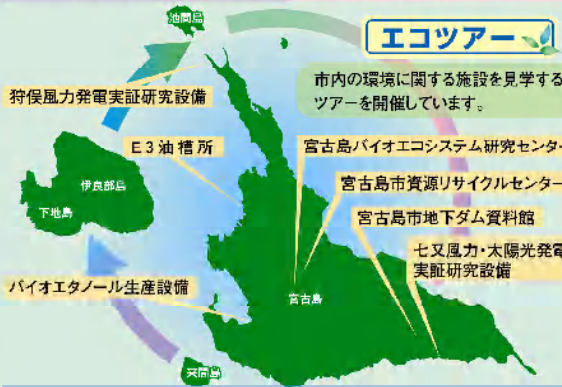 池間島
エコツアー
市内の環境に関する施設を見学する
ツアーを開催しています。
狩俣風力発電実証研究設備
E3油槽所
宮古島バイオエコシステム研究センター
伊良部島
宮古島市資源リサイクルセンター
下地島
宮古島市地下ダム資料館
七又風力・太陽光発電
実証研究設備
バイオエタノール生産設備
宮古島
来間島